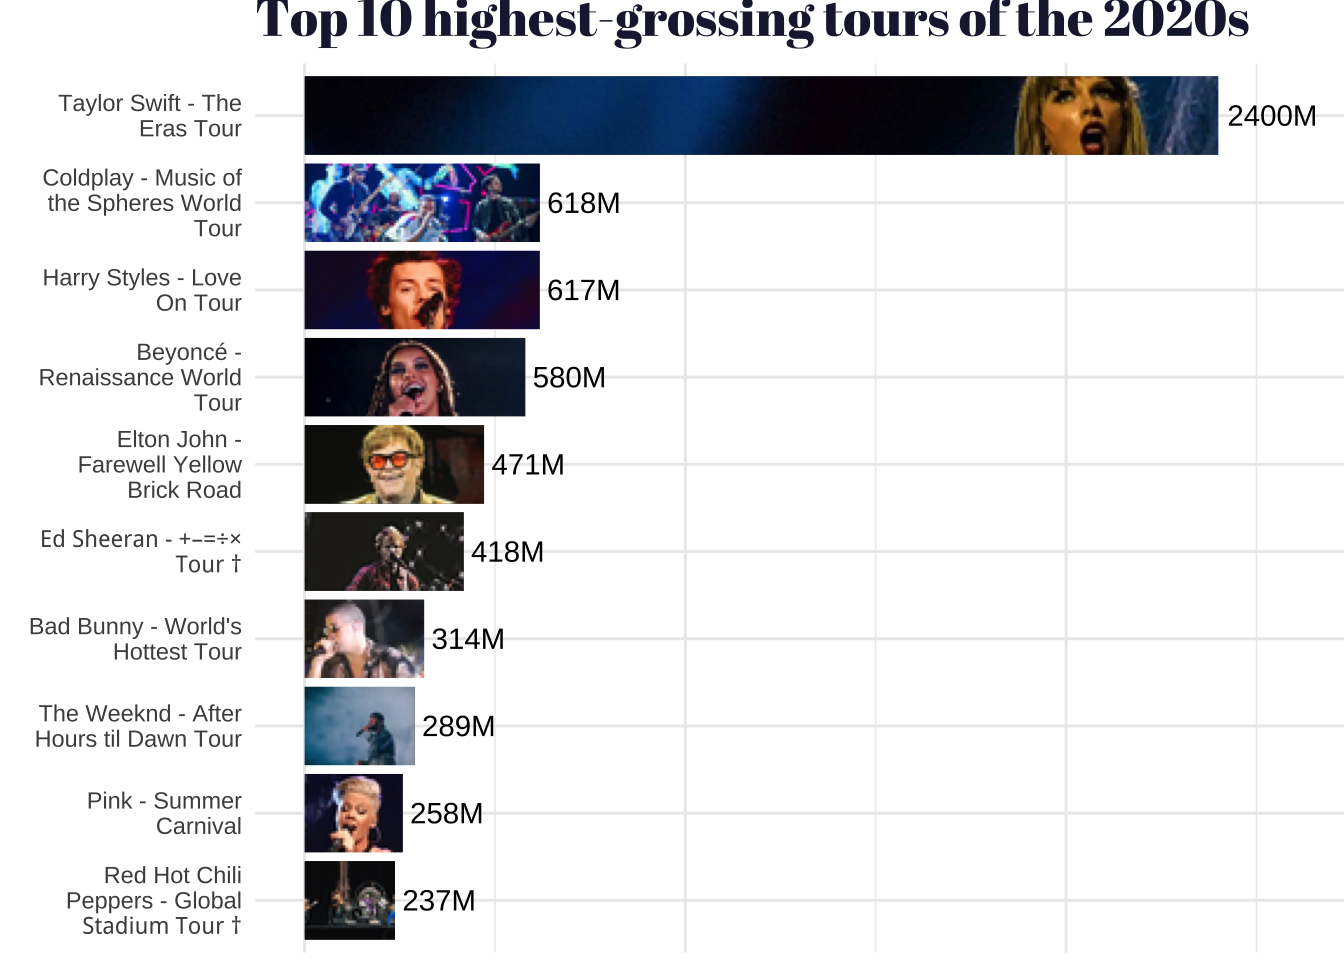 Top 10 highest-grossing tours of the 2020s
Taylor Swift - The
Eras Tour
2400M
Coldplay - Music of
the Spheres World
Tour
618M
Harry Styles - Love
On Tour
617M
Beyoncé -
Renaissance World
Tour
580M
Elton John -
Farewell Yellow
Brick Road
471M
Ed Sheeran - +–=÷×
Tour †
418M
Bad Bunny - World's
Hottest Tour
314M
The Weeknd - After
Hours til Dawn Tour
289M
Pink - Summer
Carnival
258M
Red Hot Chili
Peppers - Global
Stadium Tour †
237M